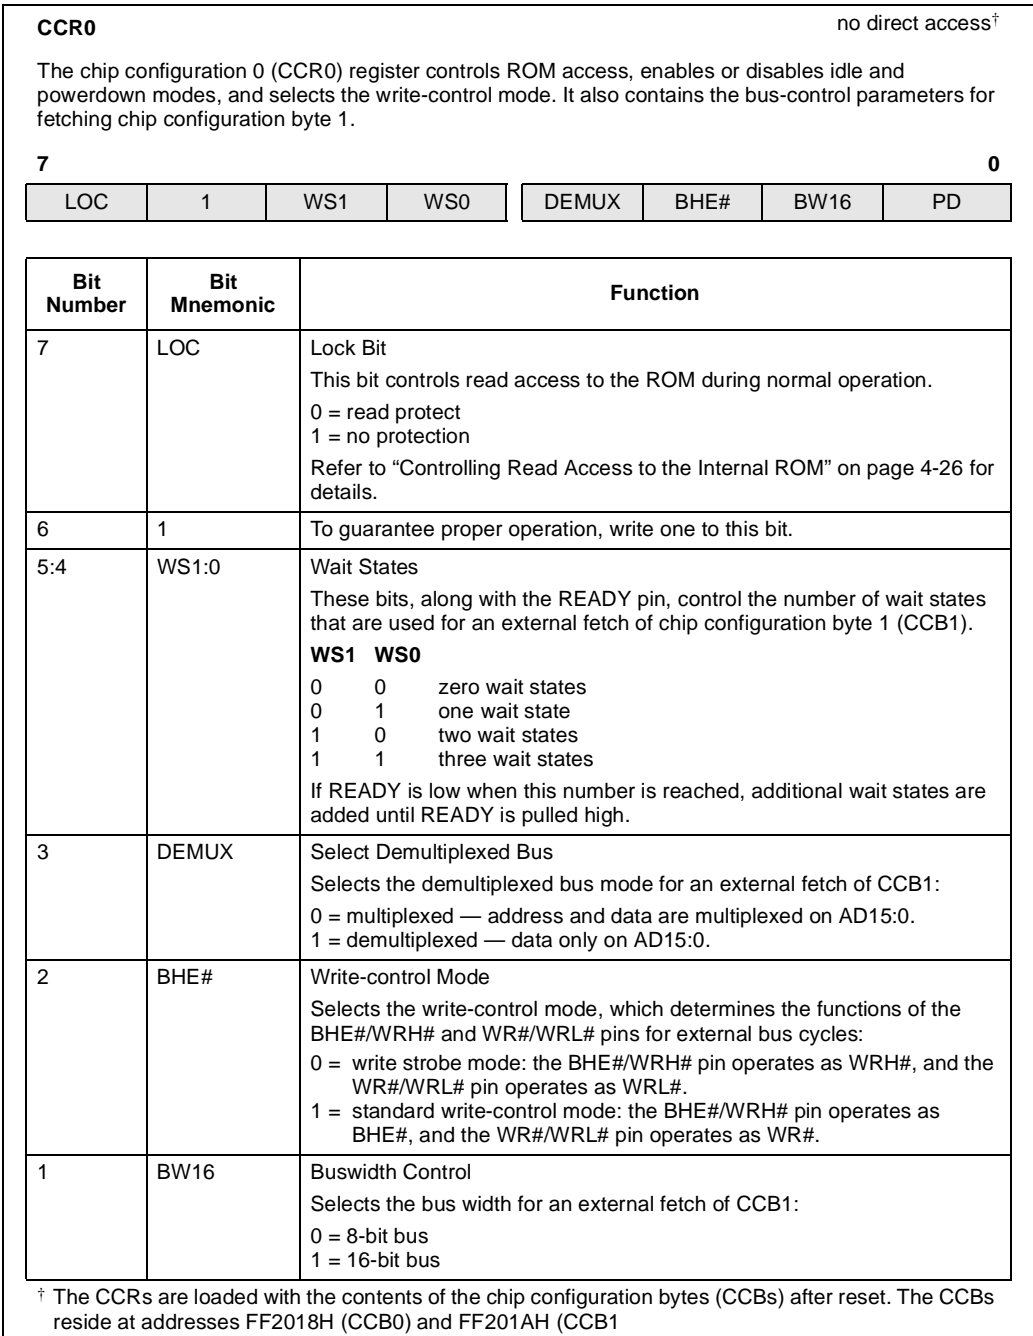 CCR0 no direct access†
The chip configuration 0 (CCR0) register controls ROM access, enables or disables idle and
powerdown modes, and selects the write-control mode. It also contains the bus-control parameters for
fetching chip configuration byte 1.
7 0
LOC 1 WS1 WS0 DEMUX BHE# BW16 PD
Bit Number Bit Mnemonic Function
7 LOC Lock Bit
This bit controls read access to the ROM during normal operation.
0 = read protect
1 = no protection
Refer to “Controlling Read Access to the Internal ROM” on page 4-26 for
details.
6 1 To guarantee proper operation, write one to this bit.
5:4 WS1:0 Wait States
These bits, along with the READY pin, control the number of wait states
that are used for an external fetch of chip configuration byte 1 (CCB1).
WS1 WS0
0 0 zero wait states
0 1 one wait state
1 0 two wait states
1 1 three wait states
If READY is low when this number is reached, additional wait states are
added until READY is pulled high.
3 DEMUX Select Demultiplexed Bus
Selects the demultiplexed bus mode for an external fetch of CCB1:
0 = multiplexed — address and data are multiplexed on AD15:0.
1 = demultiplexed — data only on AD15:0.
2 BHE# Write-control Mode
Selects the write-control mode, which determines the functions of the
BHE#/WRH# and WR#/WRL# pins for external bus cycles:
0 = write strobe mode: the BHE#/WRH# pin operates as WRH#, and the
WR#/WRL# pin operates as WRL#.
1 = standard write-control mode: the BHE#/WRH# pin operates as
BHE#, and the WR#/WRL# pin operates as WR#.
1 BW16 Buswidth Control
Selects the bus width for an external fetch of CCB1:
0 = 8-bit bus
1 = 16-bit bus
† The CCRs are loaded with the contents of the chip configuration bytes (CCBs) after reset. The CCBs
reside at addresses FF2018H (CCB0) and FF201AH (CCB1